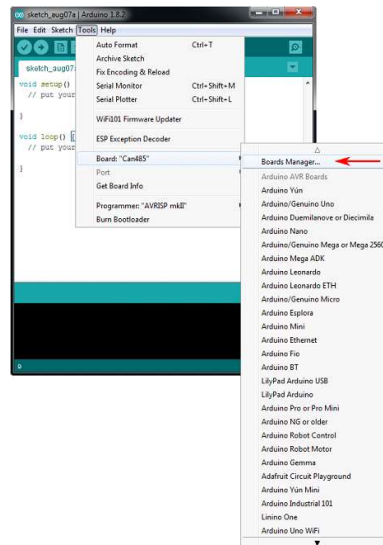 sketch_aug07a | Arduino 1.8.2
File Edit Sketch Tools Help
sketch_aug07
void setup()
// put your
}
void loop() {
// put your
}
Auto Format Ctrl+T
Archive Sketch
Fix Encoding & Reload
Serial Monitor Ctrl+Shift+M
Serial Plotter Ctrl+Shift+L
WiFi101 Firmware Updater
ESP Exception Decoder
Board: "Can485"
Port
Get Board Info
Programmer: "AVRISP mkII"
Burn Bootloader
Boards Manager...
Arduino AVR Boards
Arduino Yún
Arduino/Genuino Uno
Arduino Duemilanove or Diecimila
Arduino Nano
Arduino/Genuino Mega or Mega 2560
Arduino Mega ADK
Arduino Leonardo
Arduino Leonardo ETH
Arduino/Genuino Micro
Arduino Esplora
Arduino Mini
Arduino Ethernet
Arduino Fio
Arduino BT
LilyPad Arduino USB
LilyPad Arduino
Arduino Pro or Pro Mini
Arduino NG or older
Arduino Robot Control
Arduino Robot Motor
Arduino Gemma
Adafruit Circuit Playground
Arduino Yún Mini
Arduino Industrial 101
Linino One
Arduino Uno WiFi
9